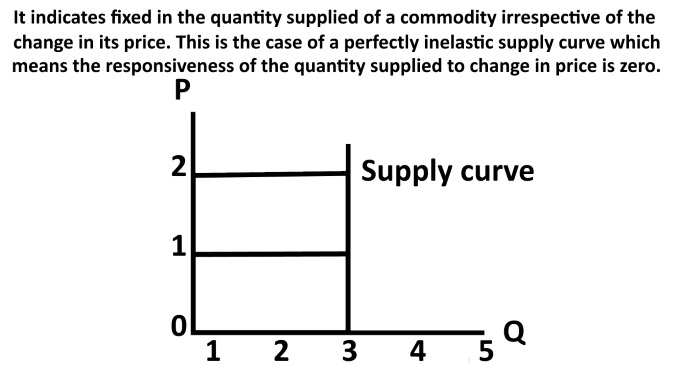 It indicates fixed in the quantity supplied of a commodity irrespective of the
change in its price. This is the case of a perfectly inelastic supply curve which
means the responsiveness of the quantity supplied to change in price is zero.
P
2
Supply curve
1
0
Q
1 2 3 4 5